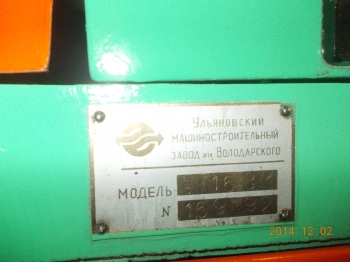 Ульяновский
машиностроительный
завод им. Володарского
МОДЕЛЬ
N
2014 12 02